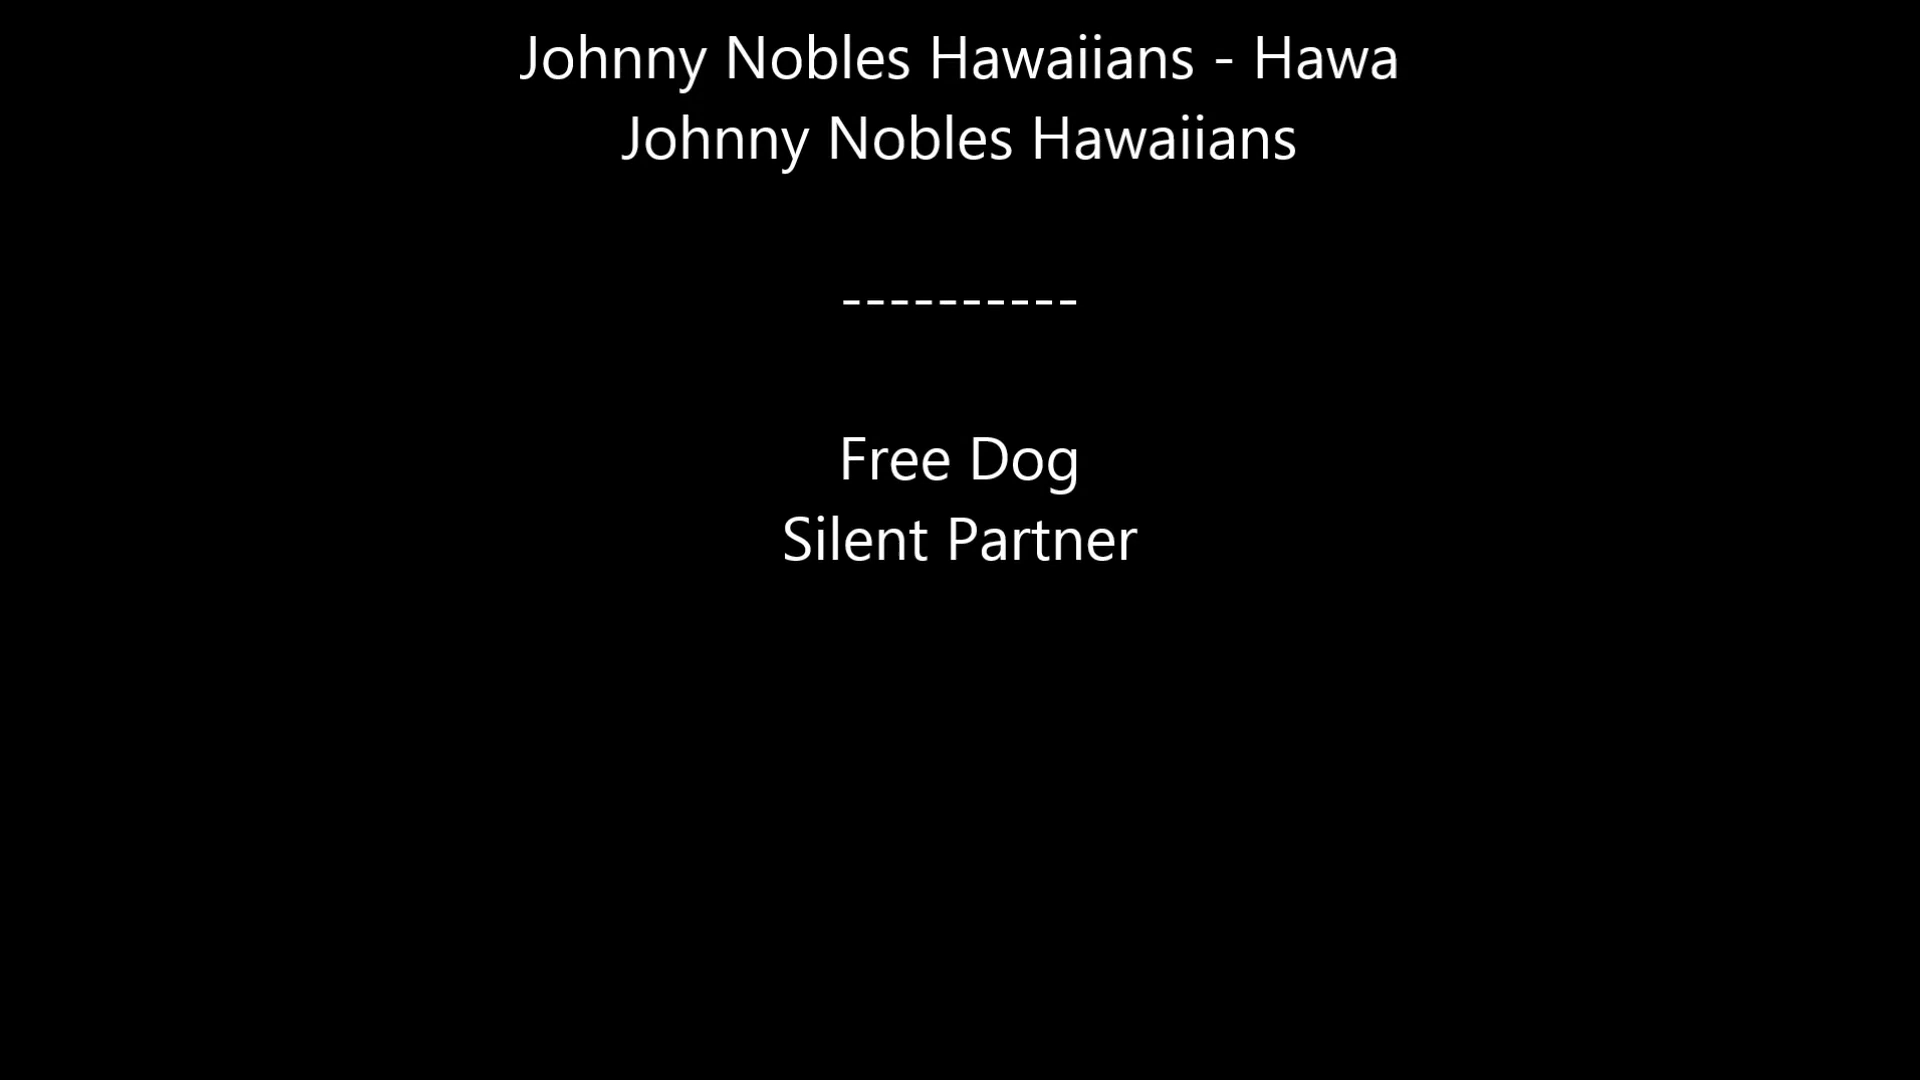 Johnny Nobles Hawaiians - Hawa
Johnny Nobles Hawaiians
----------
Free Dog
Silent Partner